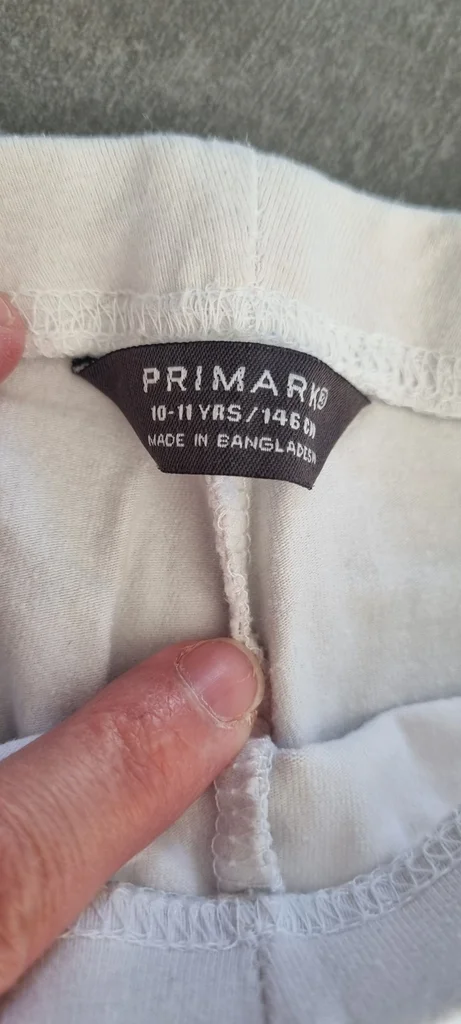 PRIMARK®
10-11 YRS/146 CM
MADE IN BANGLADESH